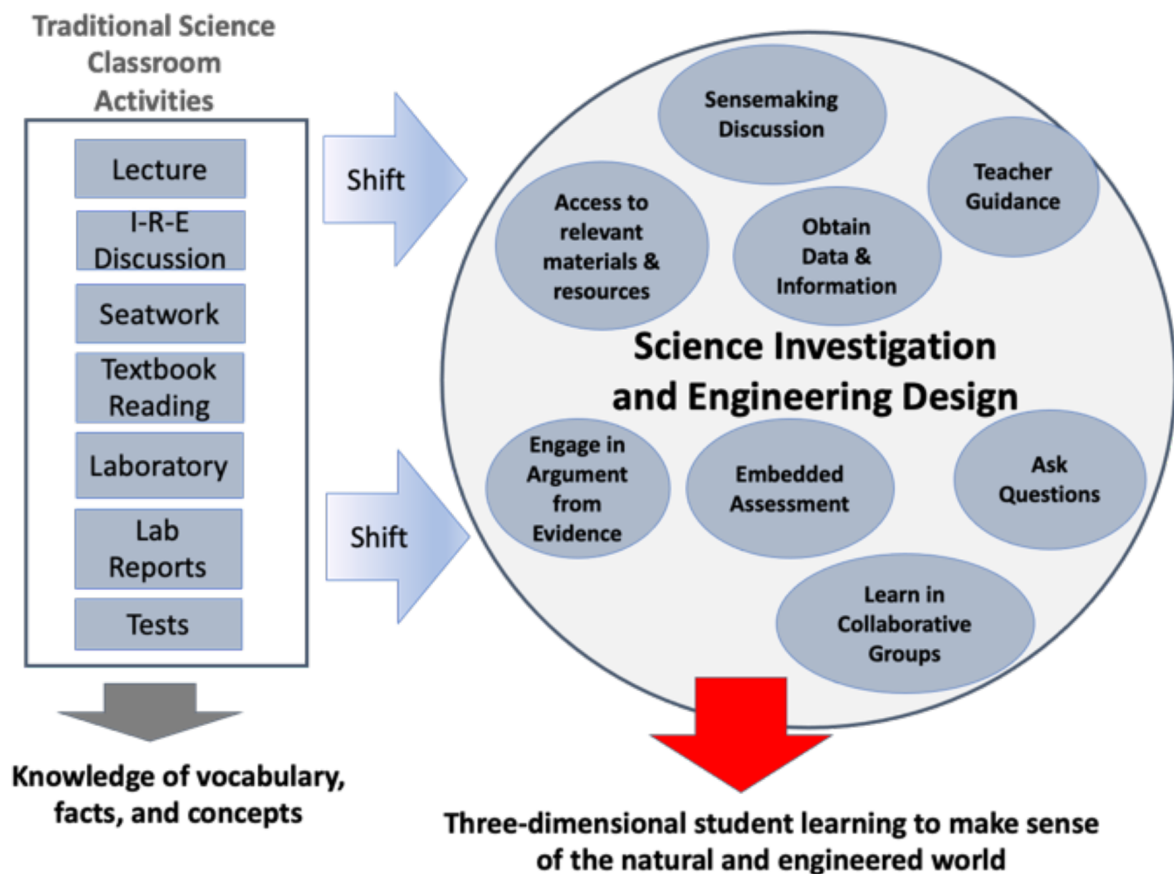 Traditional Science
Classroom
Activities
Lecture
I-R-E
Discussion
Seatwork
Textbook
Reading
Laboratory
Lab
Reports
Tests
Knowledge of vocabulary,
facts, and concepts
Shift
Shift
Sensemaking
Discussion
Teacher
Guidance
Access to
relevant
materials &
resources
Obtain
Data &
Information
Science Investigation
and Engineering Design
Engage in
Argument
from
Evidence
Embedded
Assessment
Ask
Questions
Learn in
Collaborative
Groups
Three-dimensional student learning to make sense
of the natural and engineered world